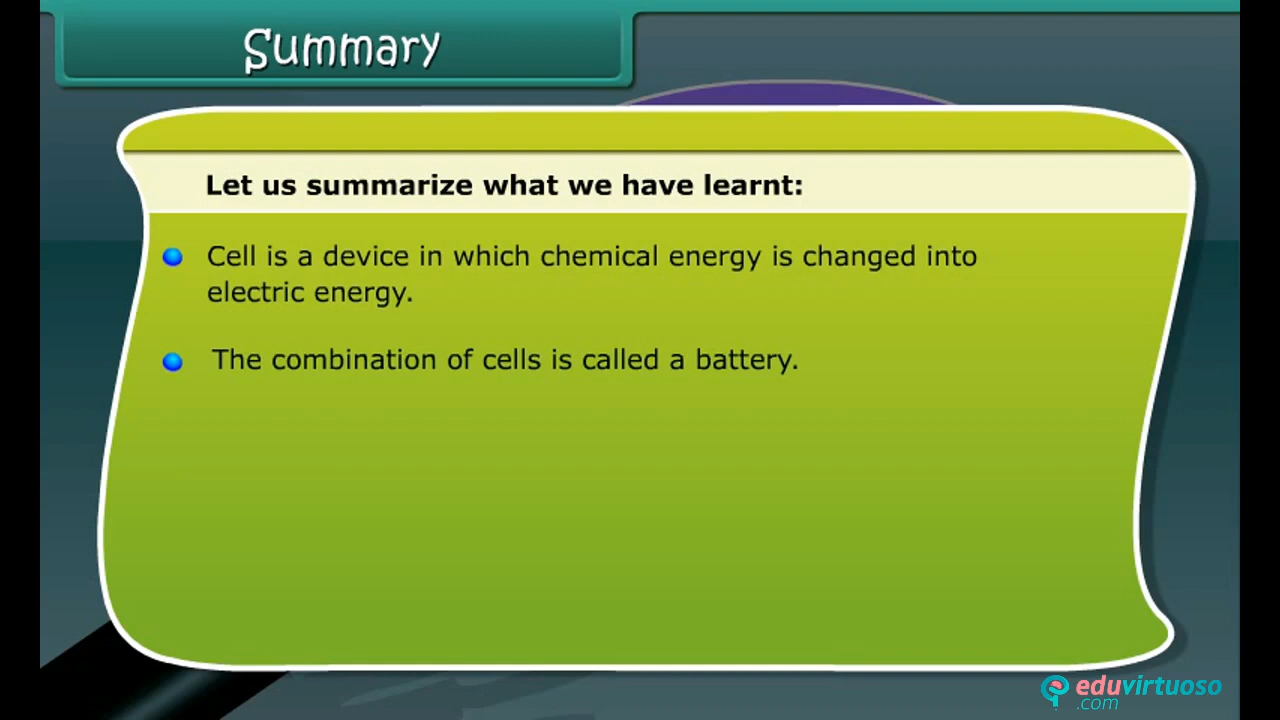 Summary
Let us summarize what we have learnt:
Cell is a device in which chemical energy is changed into
electric energy.
The combination of cells is called a battery.
eduvirtuoso
.com